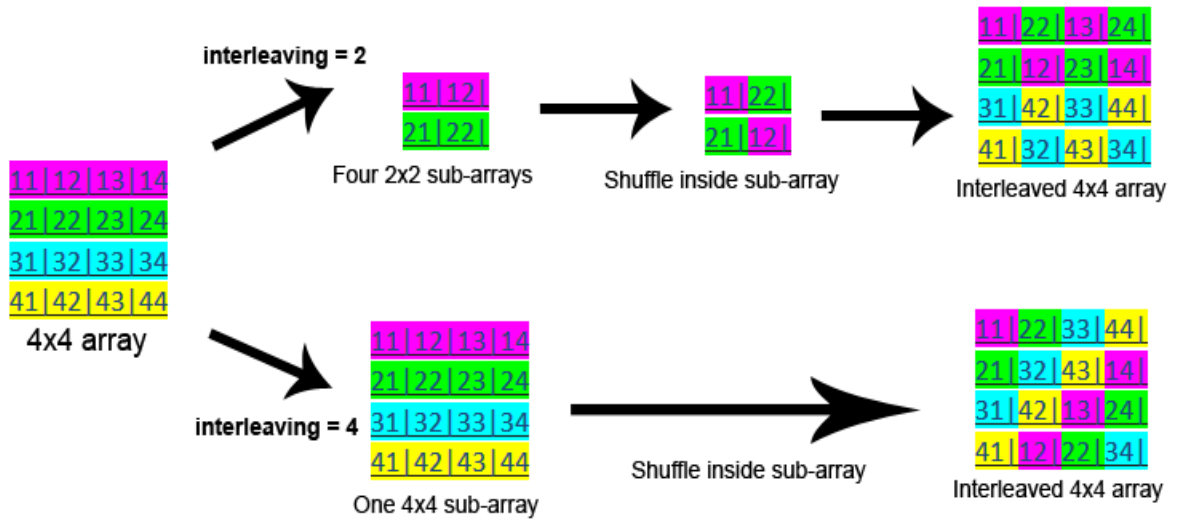 interleaving = 2
11|12|
21|22|
Four 2x2 sub-arrays
11|22|
21|12|
Shuffle inside sub-array
11|22|13|24|
21|12|23|14|
31|42|33|44|
41|32|43|34|
Interleaved 4x4 array
11|12|13|14
21|22|23|24
31|32|33|34
41|42|43|44
4x4 array
interleaving = 4
11|12|13|14
21|22|23|24
31|32|33|34
41|42|43|44
One 4x4 sub-array
Shuffle inside sub-array
11|22|33|44|
21|32|43|14|
31|42|13|24|
41|12|22|34|
Interleaved 4x4 array